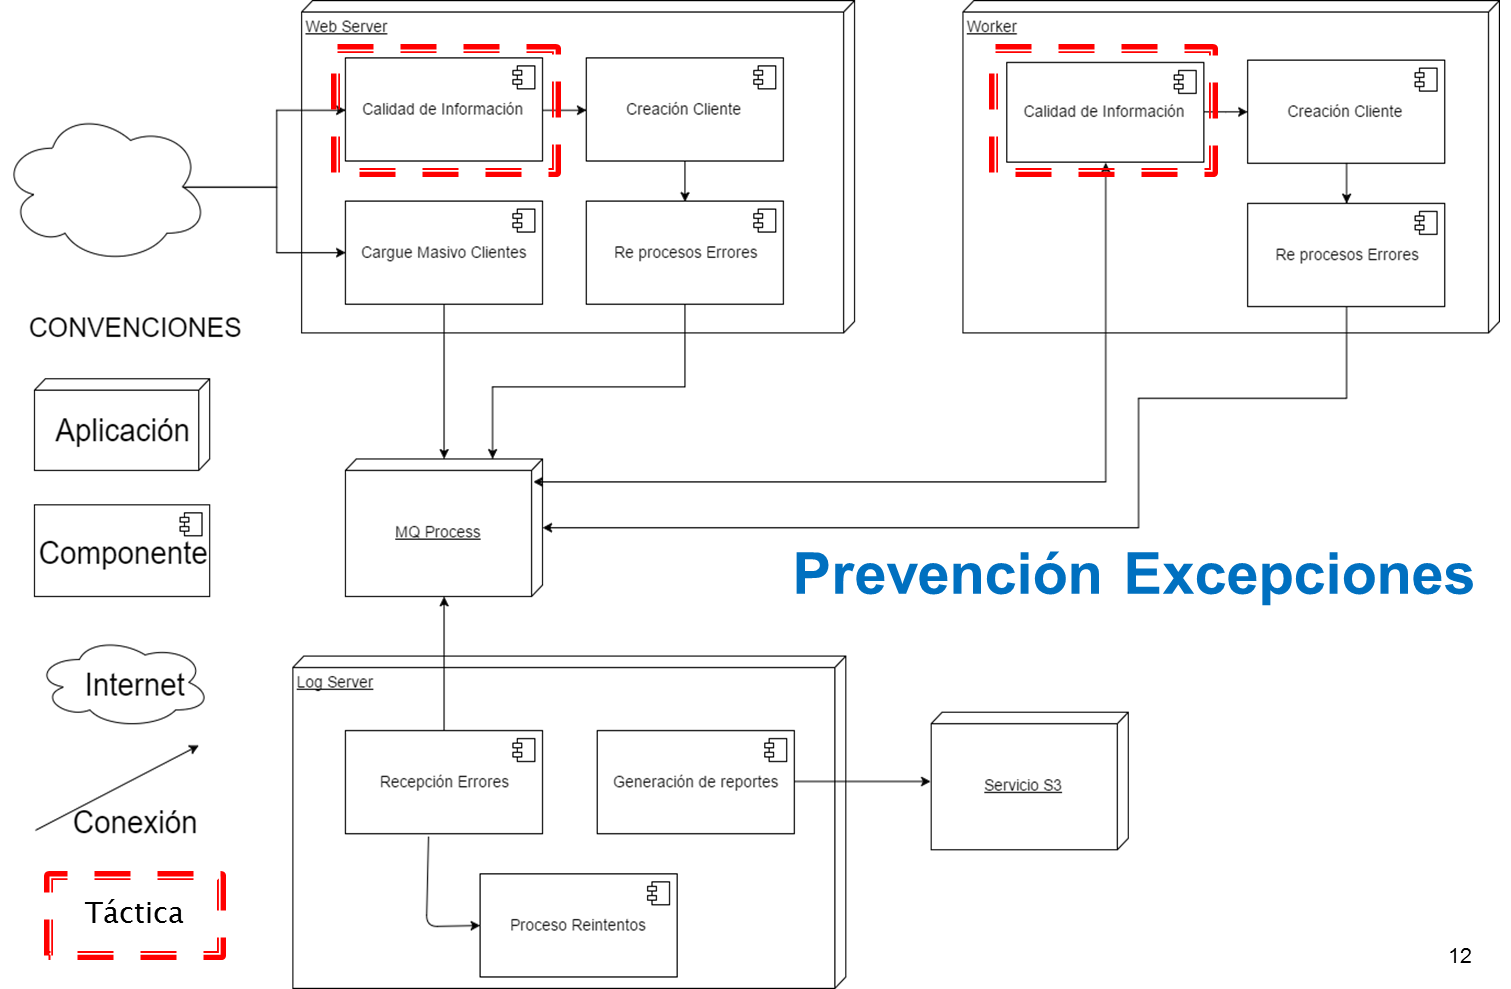 Web Server
Calidad de Información
Creación Cliente
Cargue Masivo Clientes
Re procesos Errores
Worker
Calidad de Información
Creación Cliente
Re procesos Errores
CONVENCIONES
Aplicación
Componente
Internet
Conexión
Táctica
MQ Process
Prevención Excepciones
Log Server
Recepción Errores
Generación de reportes
Proceso Reintentos
Servicio S3
12